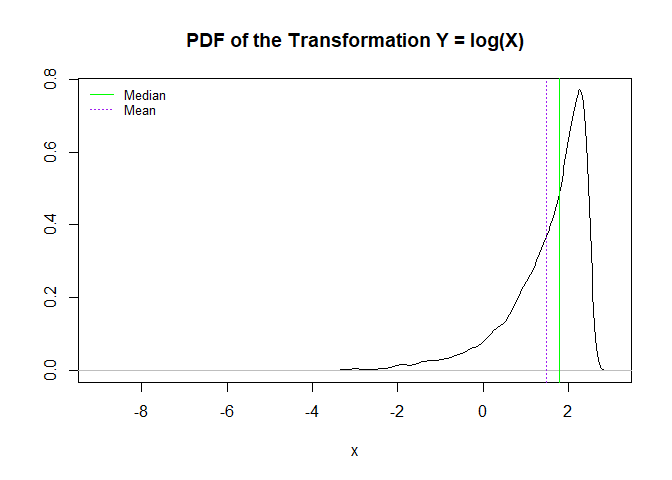 PDF of the Transformation Y = log(X)
0.8
Median
Mean
0.6
0.4
0.2
0.0
-8 -6 -4 -2 0 2
x